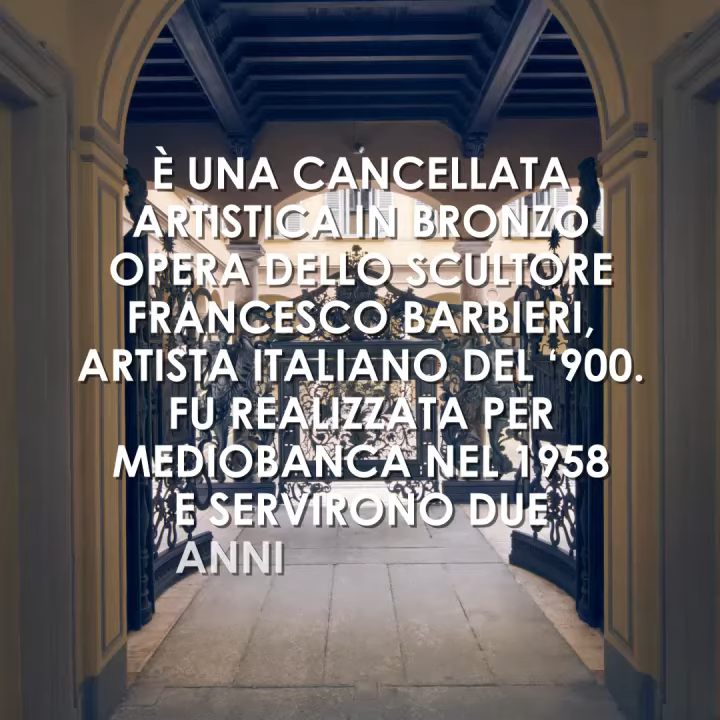 È UNA CANCELLATA
ARTISTICA IN BRONZO
OPERA DELLO SCULTORE
FRANCESCO BARBIERI,
ARTISTA ITALIANO DEL ‘900.
FU REALIZZATA PER
MEDIOBANCA NEL 1958
E SERVIRONO DUE
ANNI